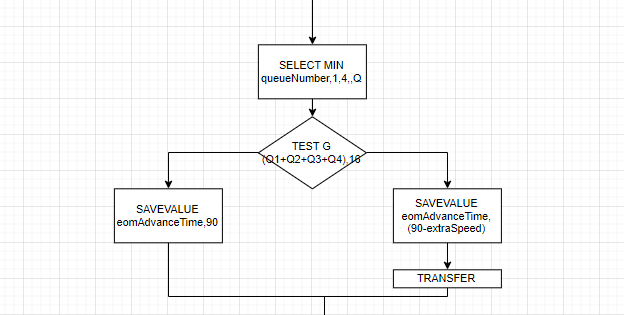 SELECT MIN
queueNumber,1,4,,Q
TEST G
(Q1+Q2+Q3+Q4),16
SAVEVALUE
eomAdvanceTime,90
SAVEVALUE
eomAdvanceTime,
(90-extraSpeed)
TRANSFER